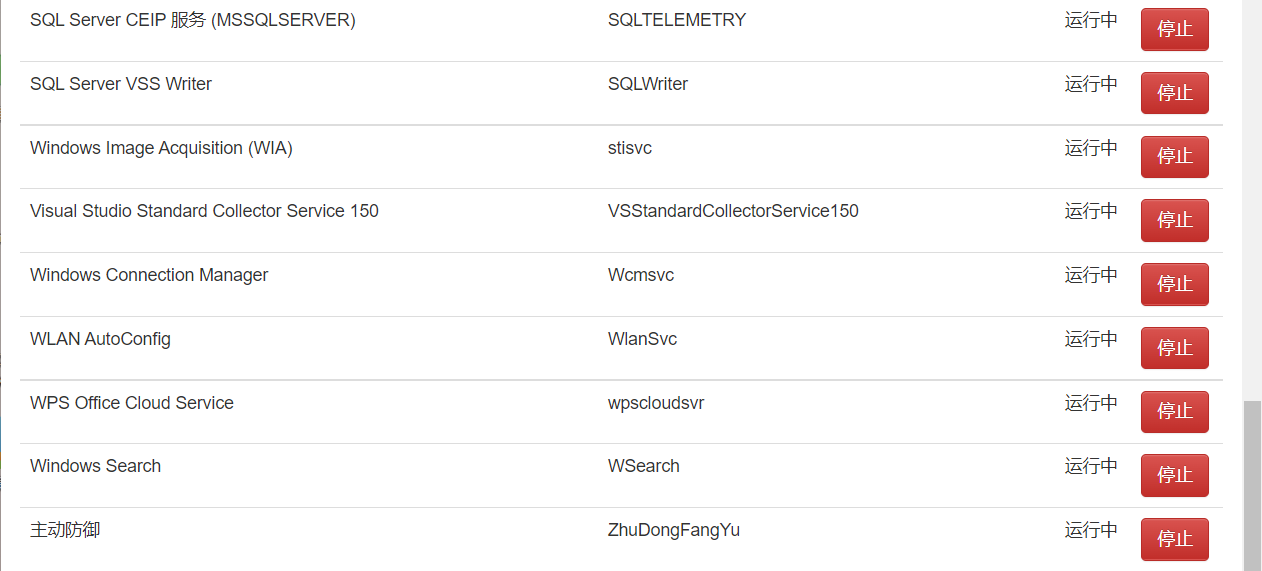 SQL Server CEIP 服务 (MSSQLSERVER) SQLTELEMETRY 运行中 停止
SQL Server VSS Writer SQLWriter 运行中 停止
Windows Image Acquisition (WIA) stisvc 运行中 停止
Visual Studio Standard Collector Service 150 VSStandardCollectorService150 运行中 停止
Windows Connection Manager Wcmsvc 运行中 停止
WLAN AutoConfig WlanSvc 运行中 停止
WPS Office Cloud Service wpscloudsvr 运行中 停止
Windows Search WSearch 运行中 停止
主动防御 ZhuDongFangYu 运行中 停止